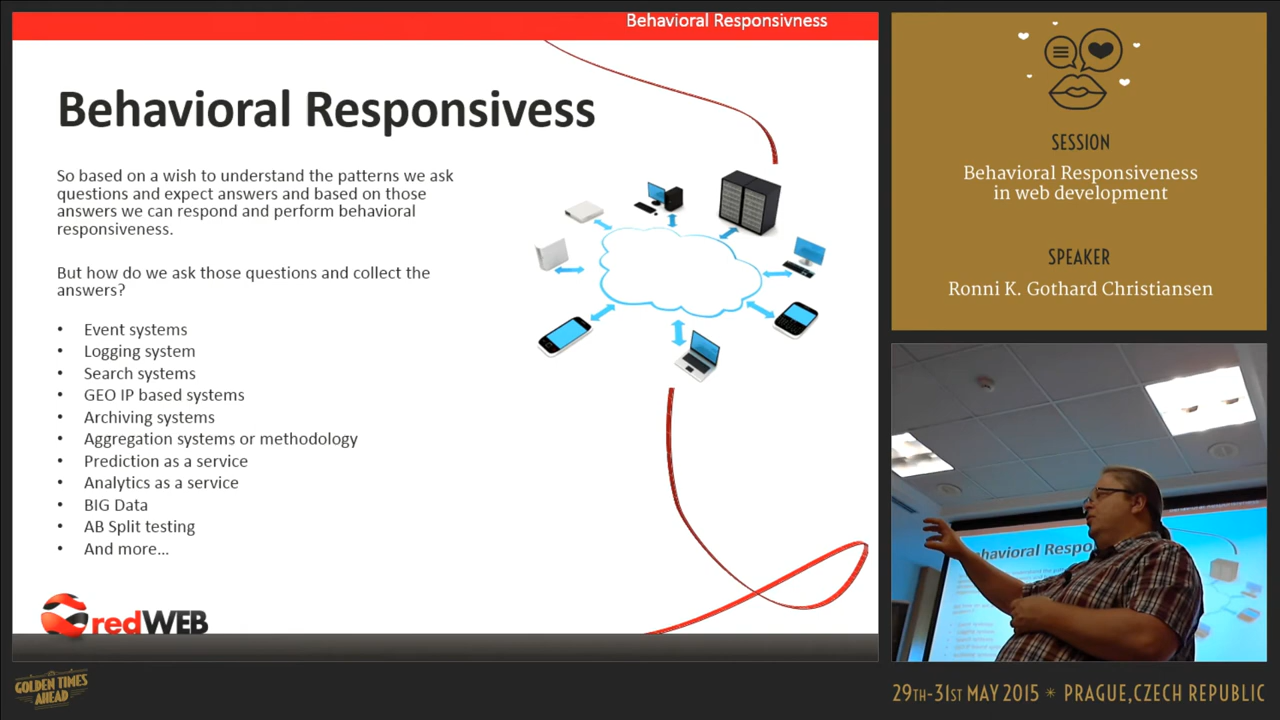 Behavioral Responsivness
Behavioral Responsivess
So based on a wish to understand the patterns we ask
questions and expect answers and based on those
answers we can respond and perform behavioral
responsiveness.
But how do we ask those questions and collect the
answers?
• Event systems
• Logging system
• Search systems
• GEO IP based systems
• Archiving systems
• Aggregation systems or methodology
• Prediction as a service
• Analytics as a service
• BIG Data
• AB Split testing
• And more...
redWEB
SESSION
Behavioral Responsiveness
in web development
SPEAKER
Ronni K. Gothard Christiansen
GOLDEN TIMES
AHEAD
29TH-31ST MAY 2015 * PRAGUE,CZECH REPUBLIC